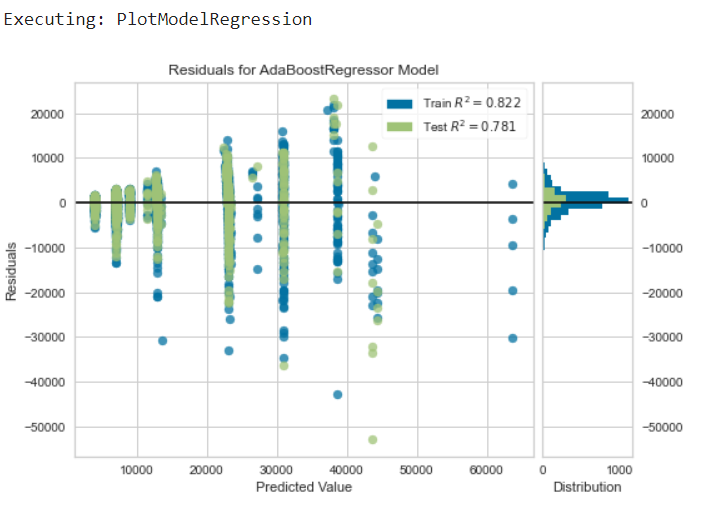 Executing: PlotModelRegression
Residuals for AdaBoostRegressor Model
Train R² = 0.822
Test R² = 0.781
Residuals
20000
10000
0
−10000
−20000
−30000
−40000
−50000
10000 20000 30000 40000 50000 60000
Predicted Value
20000
10000
0
−10000
−20000
−30000
−40000
−50000
0 1000
Distribution